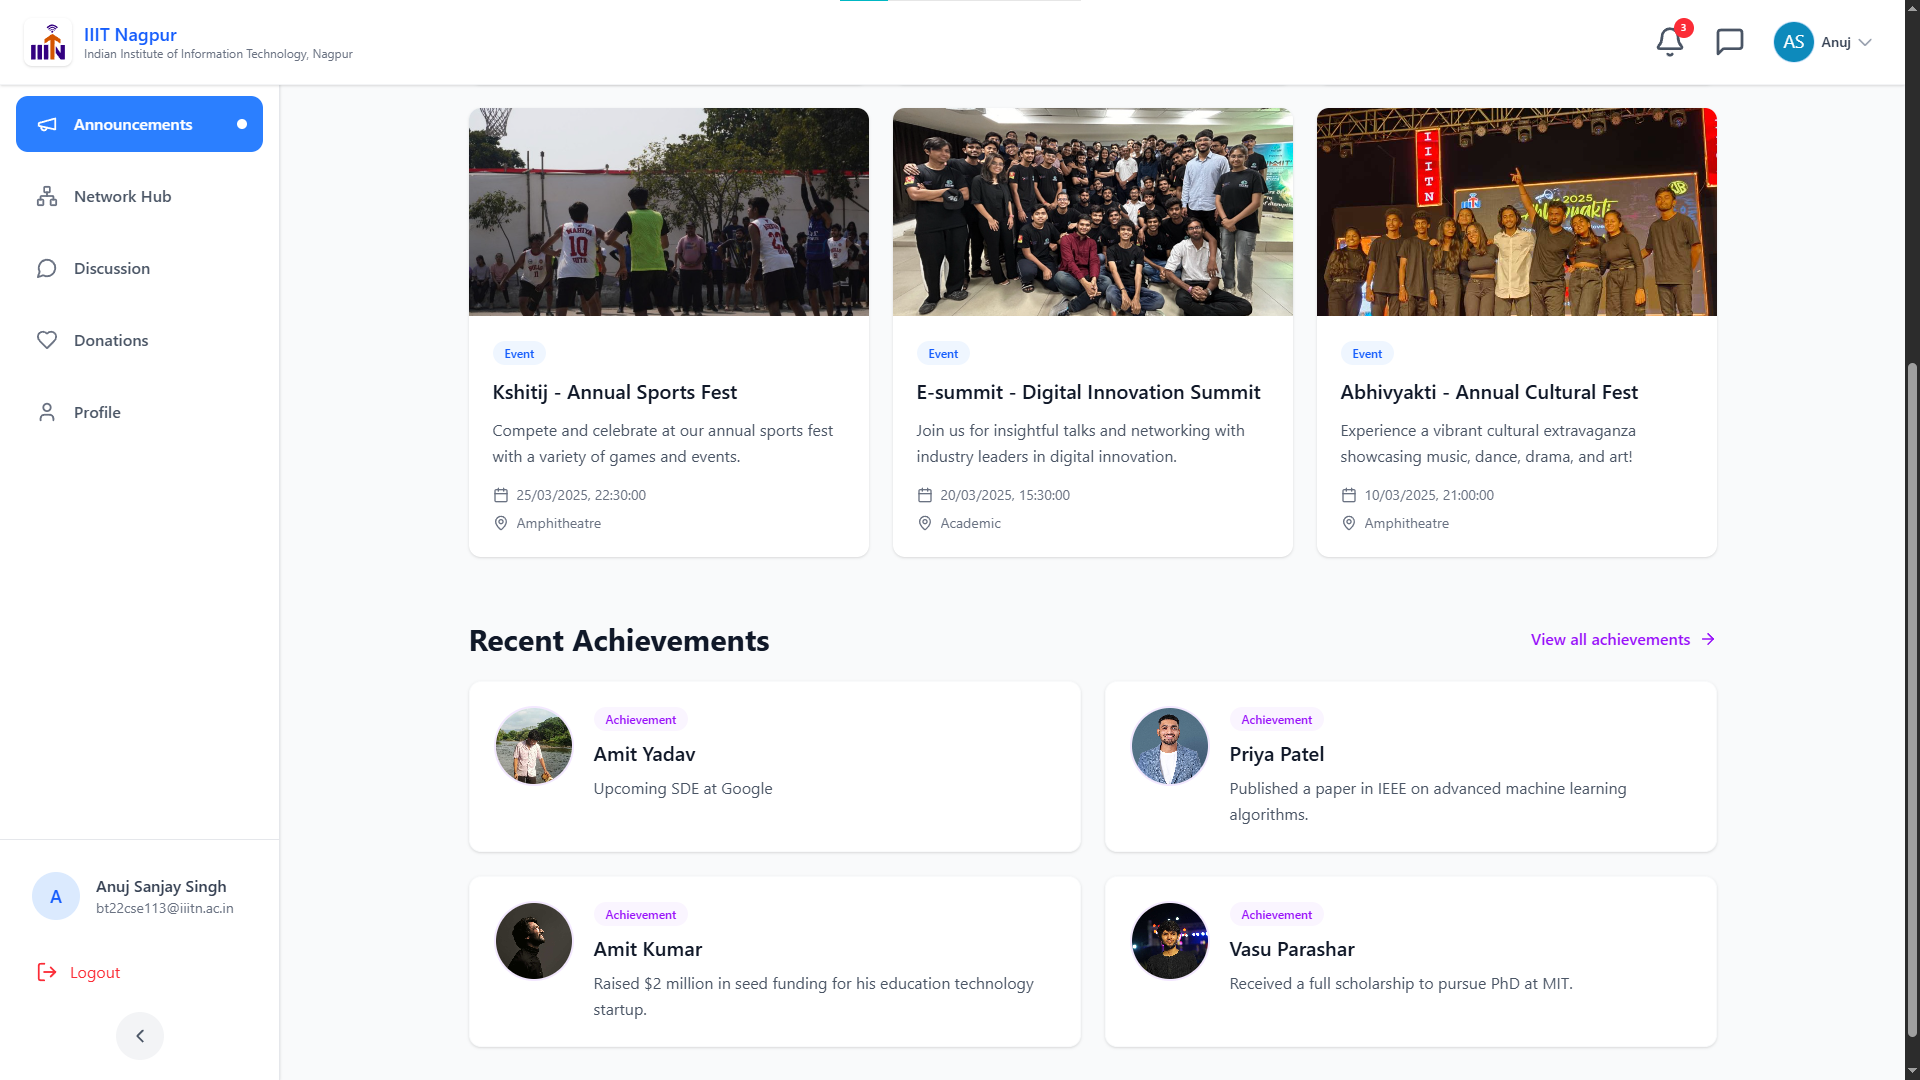 IIIT Nagpur
Indian Institute of Information Technology, Nagpur
3
AS
Anuj
Announcements
Network Hub
Discussion
Donations
Profile
Anuj Sanjay Singh
A
bt22cse113@iiitn.ac.in
Logout
10
IIITN
2025
Event
Kshitij - Annual Sports Fest
Compete and celebrate at our annual sports fest
with a variety of games and events.
25/03/2025, 22:30:00
Amphitheatre
Event
E-summit - Digital Innovation Summit
Join us for insightful talks and networking with
industry leaders in digital innovation.
20/03/2025, 15:30:00
Academic
Event
Abhivyakti - Annual Cultural Fest
Experience a vibrant cultural extravaganza
showcasing music, dance, drama, and art!
10/03/2025, 21:00:00
Amphitheatre
Recent Achievements
View all achievements
Achievement
Amit Yadav
Upcoming SDE at Google
Achievement
Priya Patel
Published a paper in IEEE on advanced machine learning
algorithms.
Achievement
Amit Kumar
Raised $2 million in seed funding for his education technology
startup.
Achievement
Vasu Parashar
Received a full scholarship to pursue PhD at MIT.